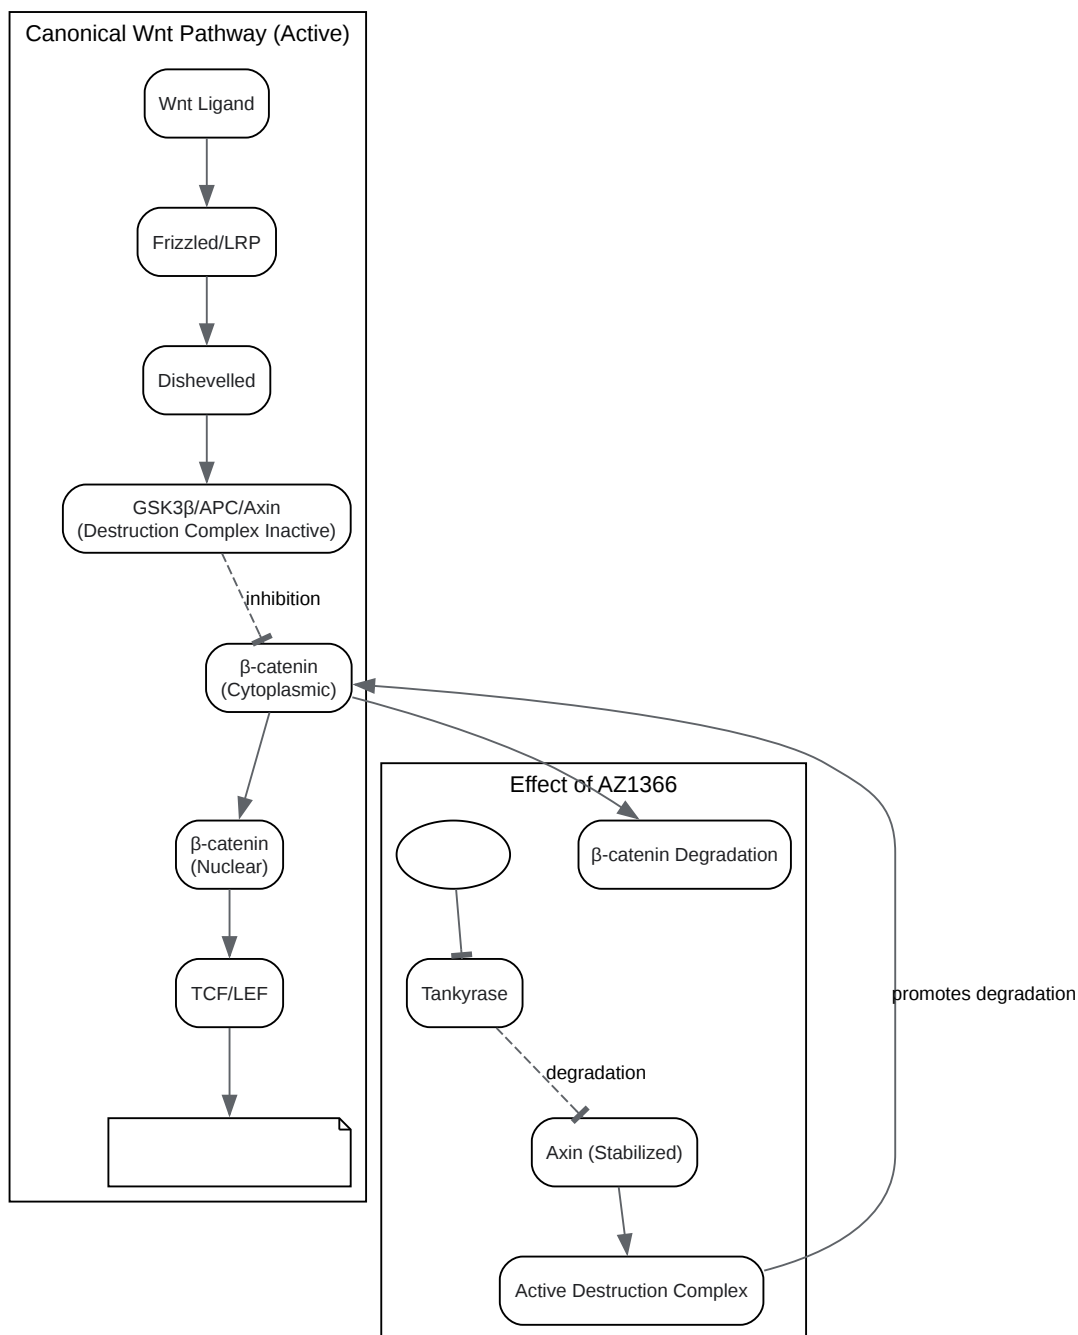 Canonical Wnt Pathway (Active)
Wnt Ligand
Frizzled/LRP
Dishevelled
GSK3β/APC/Axin
(Destruction Complex Inactive)
inhibition
β-catenin
(Cytoplasmic)
β-catenin
(Nuclear)
TCF/LEF
Effect of AZ1366
β-catenin Degradation
Tankyrase
degradation
Axin (Stabilized)
Active Destruction Complex
promotes degradation